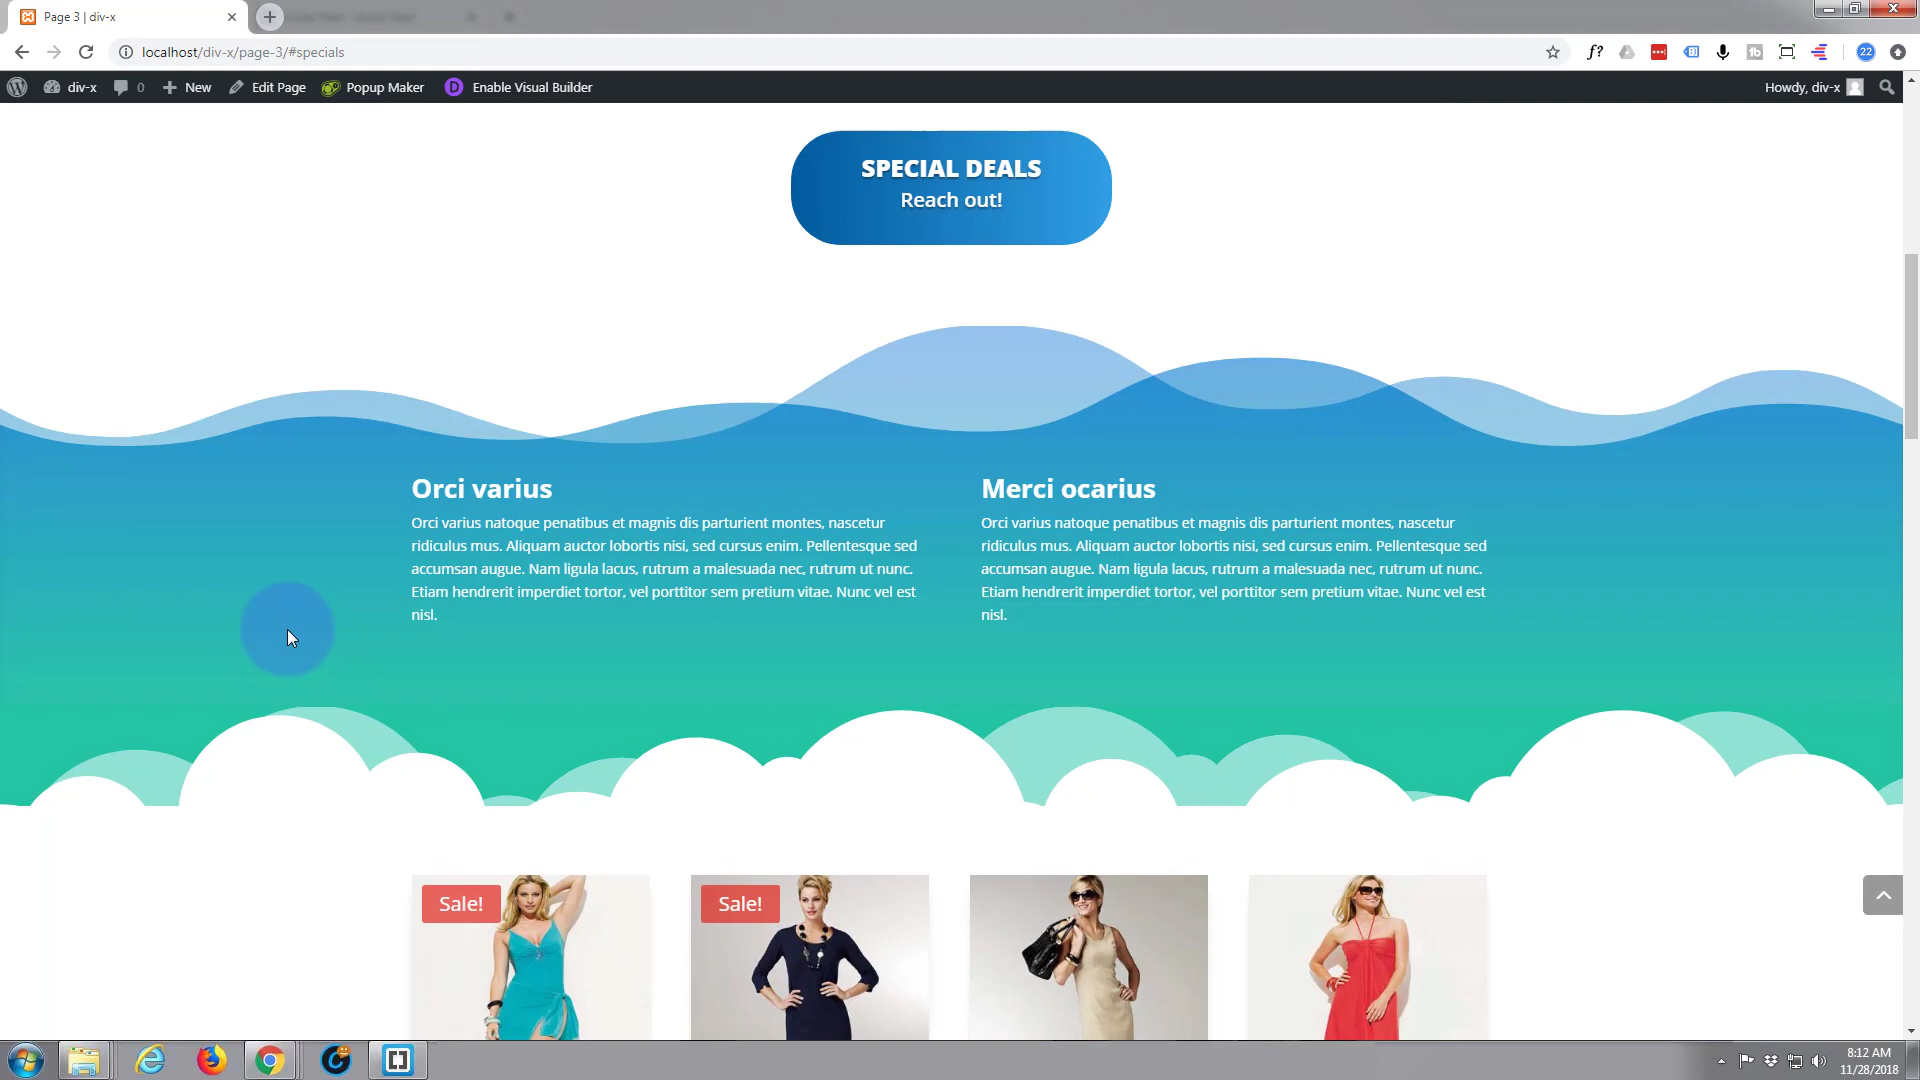 Page 3 | div-x
localhost/div-x/page-3/#specials
22
div-x
0
New
Edit Page
Popup Maker
D
Enable Visual Builder
Howdy, div-x
SPECIAL DEALS
Reach out!
Orci varius
Orci varius natoque penatibus et magnis dis parturient montes, nascetur
ridiculus mus. Aliquam auctor lobortis nisi, sed cursus enim. Pellentesque sed
accumsan augue. Nam ligula lacus, rutrum a malesuada nec, rutrum ut nunc.
Etiam hendrerit imperdiet tortor, vel porttitor sem pretium vitae. Nunc vel est
nisl.
Merci ocarius
Orci varius natoque penatibus et magnis dis parturient montes, nascetur
ridiculus mus. Aliquam auctor lobortis nisi, sed cursus enim. Pellentesque sed
accumsan augue. Nam ligula lacus, rutrum a malesuada nec, rutrum ut nunc.
Etiam hendrerit imperdiet tortor, vel porttitor sem pretium vitae. Nunc vel est
nisl.
Sale!
Sale!
8:12 AM
11/28/2018